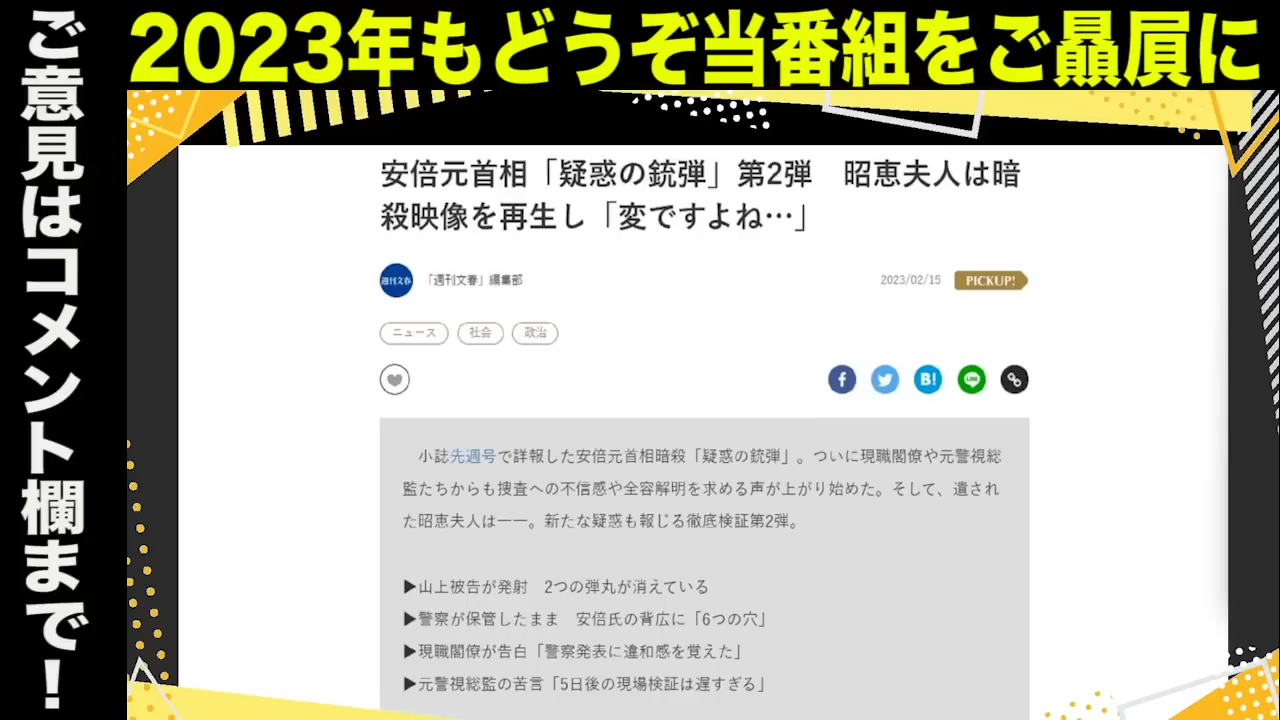 2023年もどうぞ当番組をご贔屓に
ご意見はコメント欄まで！
安倍元首相「疑惑の銃弾」第2弾　昭恵夫人は暗
殺映像を再生し「変ですよね…」
週刊文春
「週刊文春」編集部
2023/02/15
PICKUP!
ニュース
社会
政治
B!
LINE
小誌先週号で詳報した安倍元首相暗殺「疑惑の銃弾」。ついに現職閣僚や元警視総
監たちからも捜査への不信感や全容解明を求める声が上がり始めた。そして、遺され
た昭恵夫人は——。新たな疑惑も報じる徹底検証第2弾。
▶山上被告が発射　2つの弾丸が消えている
▶警察が保管したまま　安倍氏の背広に「6つの穴」
▶現職閣僚が告白「警察発表に違和感を覚えた」
▶元警視総監の苦言「5日後の現場検証は遅すぎる」